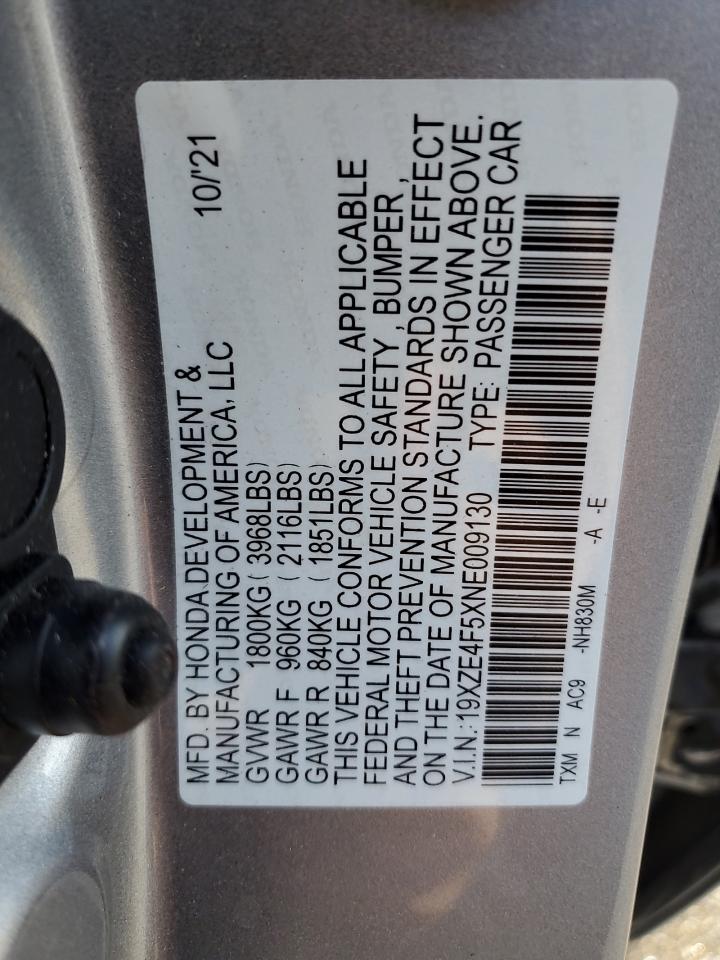 MFD. BY HONDA DEVELOPMENT & 10/'21
MANUFACTURING OF AMERICA, LLC
GVWR 1800KG ( 3968LBS)
GAWR F 960KG ( 2116LBS)
GAWR R 840KG ( 1851LBS)
THIS VEHICLE CONFORMS TO ALL APPLICABLE
FEDERAL MOTOR VEHICLE SAFETY , BUMPER ,
AND THEFT PREVENTION STANDARDS IN EFFECT
ON THE DATE OF MANUFACTURE SHOWN ABOVE.
V.I.N.:19XZE4F5XNE009130 TYPE: PASSENGER CAR
TXM N AC9 -NH830M -A -E